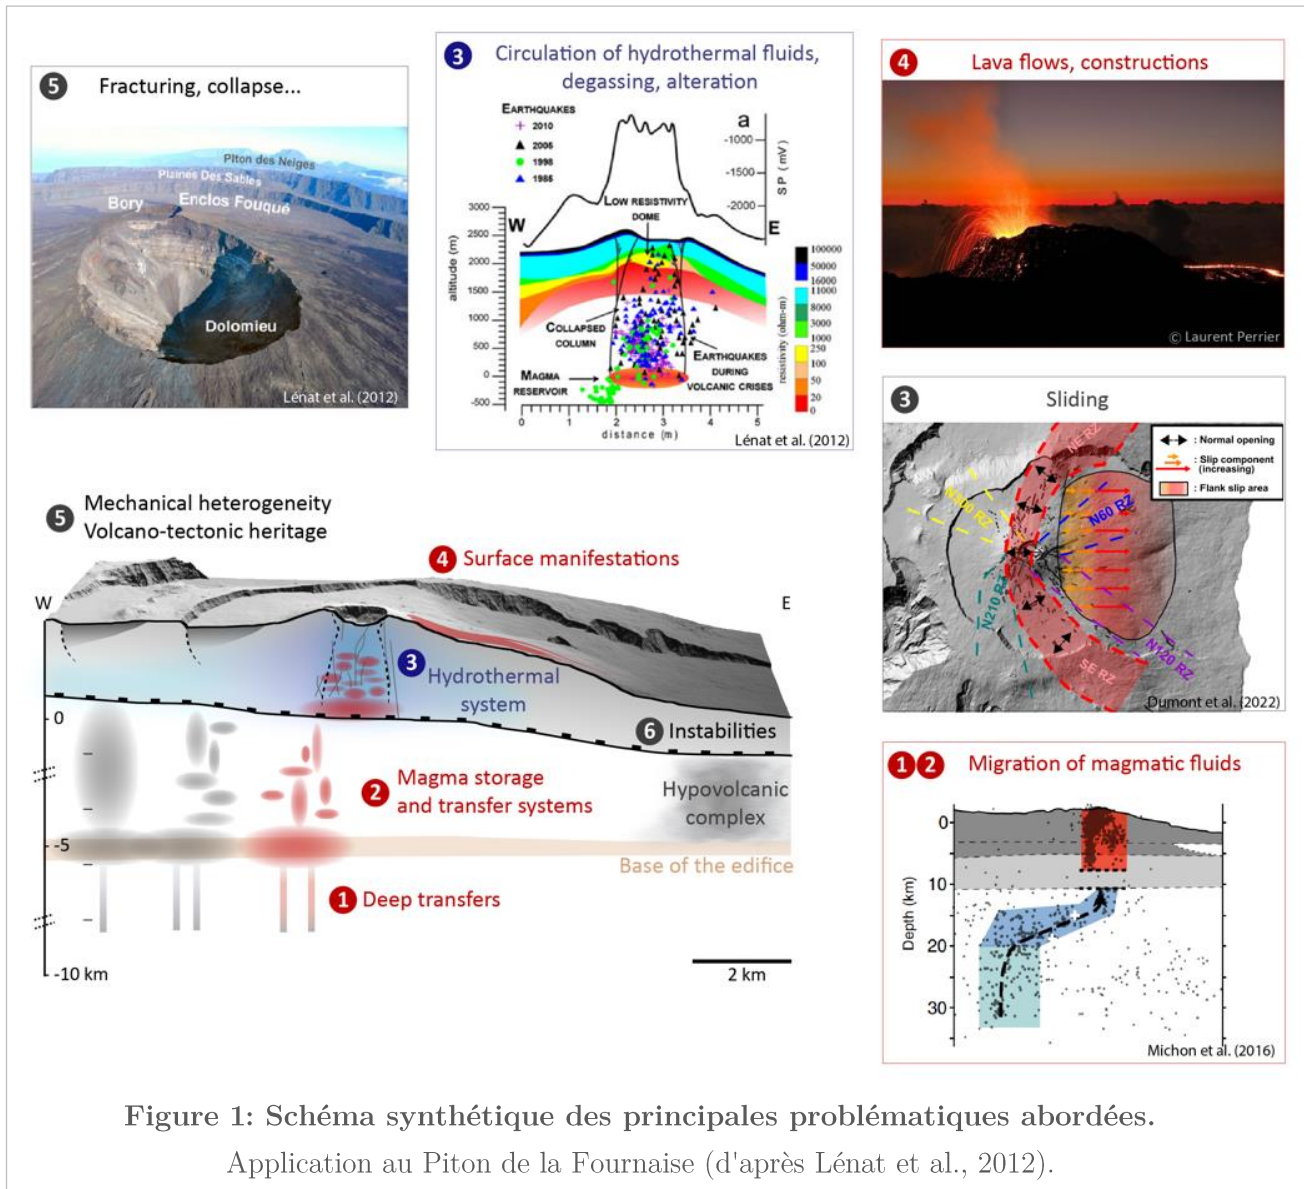 5 Fracturing, collapse...
Piton des Neiges
Plaines Des Sables
Bory
Enclos Fouqué
Dolomieu
Lénat et al. (2012)
3 Circulation of hydrothermal fluids,
degassing, alteration
EARTHQUAKES
2010
2005
1998
1985
a
-1000
-1500
-2000
SP (mV)
LOW RESISTIVITY
DOME
W
E
3000
2500
2000
1500
1000
500
0
-500
altitude (m)
COLLAPSED
COLUMN
MAGMA
RESERVOIR
EARTHQUAKES
DURING
VOLCANIC CRISES
0 1 2 3 4 5
distance (m)
100000
50000
16000
11000
8000
3000
1000
250
100
50
20
0
resistivity (ohm-m)
Lénat et al. (2012)
4 Lava flows, constructions
© Laurent Perrier
3 Sliding
NE RZ
N300 RZ
N60 RZ
N210 RZ
N120 RZ
SE RZ
: Normal opening
: Slip component
(increasing)
: Flank slip area
Dumont et al. (2022)
5 Mechanical heterogeneity
Volcano-tectonic heritage
4 Surface manifestations
W
E
3 Hydrothermal
system
6 Instabilities
2 Magma storage
and transfer systems
Hypovolcanic
complex
Base of the edifice
1 Deep transfers
0
-5
-10 km
2 km
1 2 Migration of magmatic fluids
0
10
20
30
Depth (km)
Michon et al. (2016)
Figure 1: Schéma synthétique des principales problématiques abordées.
Application au Piton de la Fournaise (d'après Lénat et al., 2012).